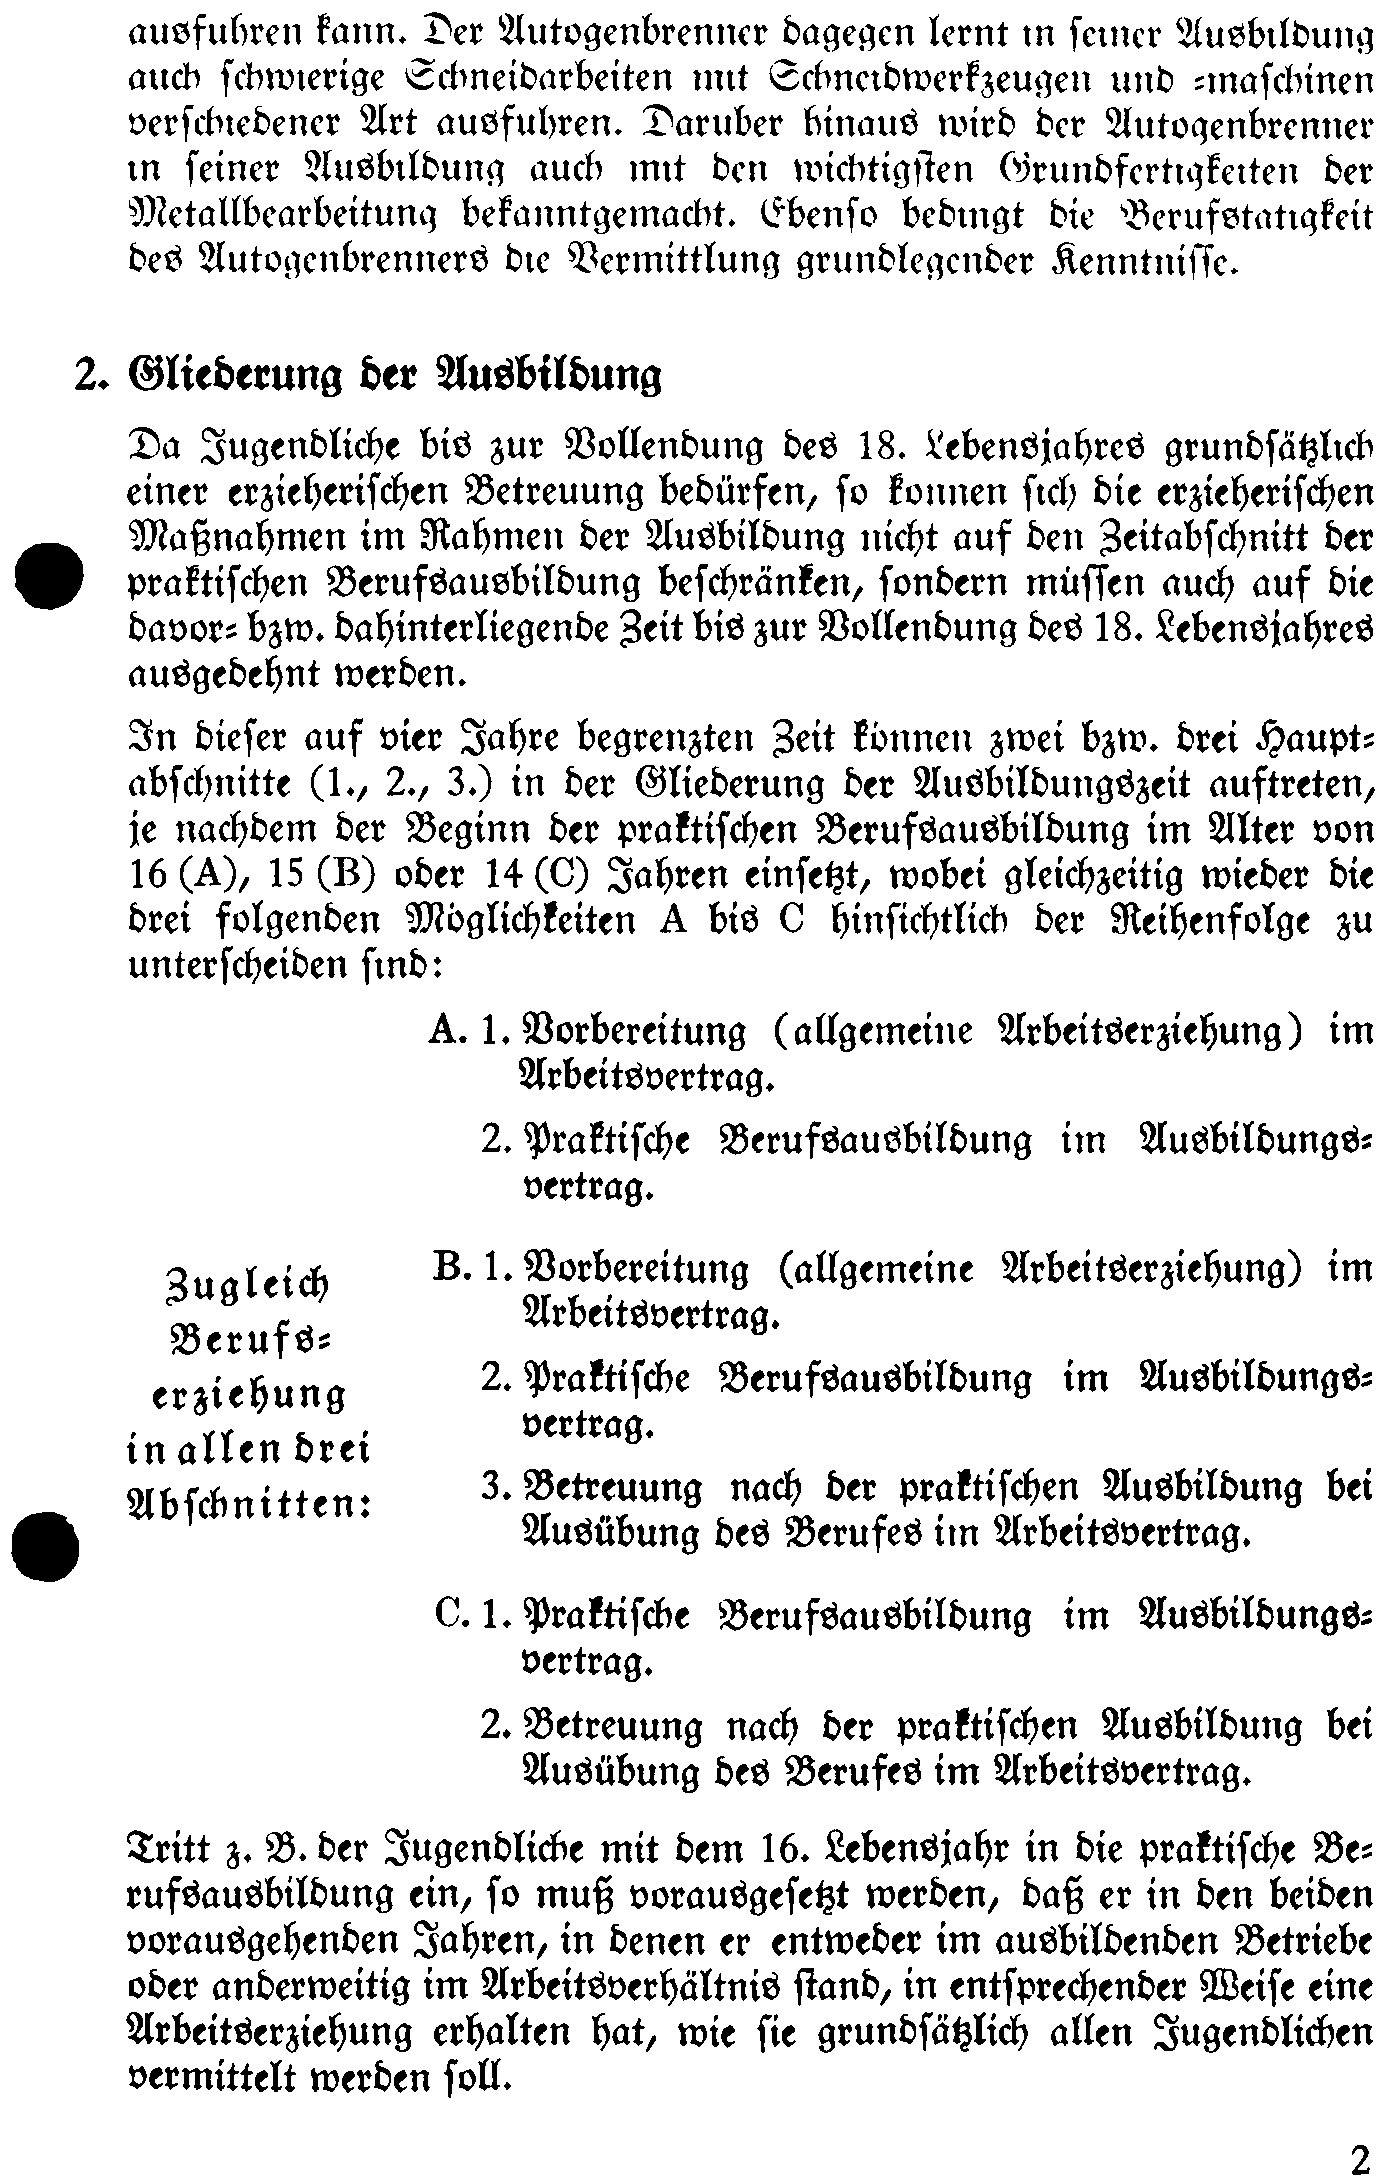 ausführen kann. Der Autogenbrenner dagegen lernt in seiner Ausbildung
auch schwierige Schneidarbeiten mit Schneidwerkzeugen und =maschinen
verschiedener Art ausführen. Darüber hinaus wird der Autogenbrenner
in seiner Ausbildung auch mit den wichtigsten Grundfertigkeiten der
Metallbearbeitung bekanntgemacht. Ebenso bedingt die Berufstätigkeit
des Autogenbrenners die Vermittlung grundlegender Kenntnisse.
2. Gliederung der Ausbildung
Da Jugendliche bis zur Vollendung des 18. Lebensjahres grundsätzlich
einer erzieherischen Betreuung bedürfen, so können sich die erzieherischen
Maßnahmen im Rahmen der Ausbildung nicht auf den Zeitabschnitt der
praktischen Berufsausbildung beschränken, sondern müssen auch auf die
davor= bzw. dahinterliegende Zeit bis zur Vollendung des 18. Lebensjahres
ausgedehnt werden.
In dieser auf vier Jahre begrenzten Zeit können zwei bzw. drei Haupt=
abschnitte (1., 2., 3.) in der Gliederung der Ausbildungszeit auftreten,
je nachdem der Beginn der praktischen Berufsausbildung im Alter von
16 (A), 15 (B) oder 14 (C) Jahren einsetzt, wobei gleichzeitig wieder die
drei folgenden Möglichkeiten A bis C hinsichtlich der Reihenfolge zu
unterscheiden sind:
A. 1. Vorbereitung (allgemeine Arbeitserziehung) im
Arbeitsvertrag.
2. Praktische Berufsausbildung im Ausbildungs=
vertrag.
Zugleich
Berufs=
erziehung
in allen drei
Abschnitten:
B. 1. Vorbereitung (allgemeine Arbeitserziehung) im
Arbeitsvertrag.
2. Praktische Berufsausbildung im Ausbildungs=
vertrag.
3. Betreuung nach der praktischen Ausbildung bei
Ausübung des Berufes im Arbeitsvertrag.
C. 1. Praktische Berufsausbildung im Ausbildungs=
vertrag.
2. Betreuung nach der praktischen Ausbildung bei
Ausübung des Berufes im Arbeitsvertrag.
Tritt z. B. der Jugendliche mit dem 16. Lebensjahr in die praktische Be=
rufsausbildung ein, so muß vorausgesetzt werden, daß er in den beiden
vorausgehenden Jahren, in denen er entweder im ausbildenden Betriebe
oder anderweitig im Arbeitsverhältnis stand, in entsprechender Weise eine
Arbeitserziehung erhalten hat, wie sie grundsätzlich allen Jugendlichen
vermittelt werden soll.
2